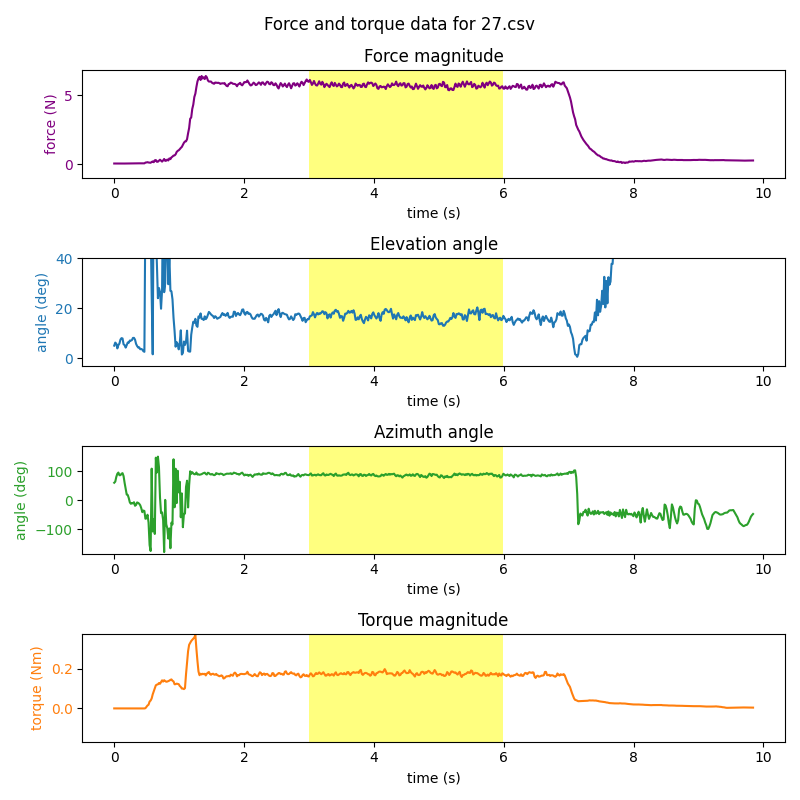 Force and torque data for 27.csv
Force magnitude
force (N)
5
0
0 2 4 6 8 10
time (s)
Elevation angle
angle (deg)
40
20
0
0 2 4 6 8 10
time (s)
Azimuth angle
angle (deg)
100
0
−100
0 2 4 6 8 10
time (s)
Torque magnitude
torque (Nm)
0.2
0.0
0 2 4 6 8 10
time (s)